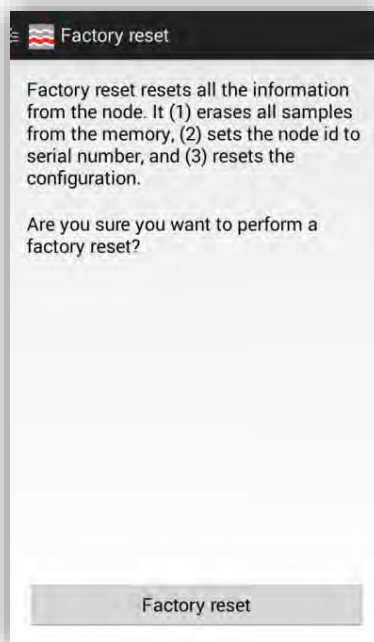 Factory reset
Factory reset resets all the information
from the node. It (1) erases all samples
from the memory, (2) sets the node id to
serial number, and (3) resets the
configuration.
Are you sure you want to perform a
factory reset?
Factory reset